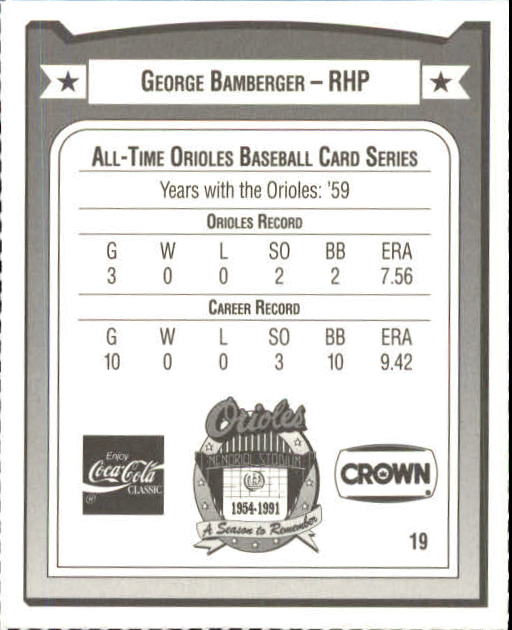 GEORGE BAMBERGER – RHP
ALL-TIME ORIOLES BASEBALL CARD SERIES
Years with the Orioles: '59
ORIOLES RECORD
G W L SO BB ERA
3 0 0 2 2 7.56
CAREER RECORD
G W L SO BB ERA
10 0 0 3 10 9.42
Orioles
MEMORIAL STADIUM
1954-1991
A Season to Remember
Enjoy
Coca-Cola
CLASSIC
®
CROWN
®
19